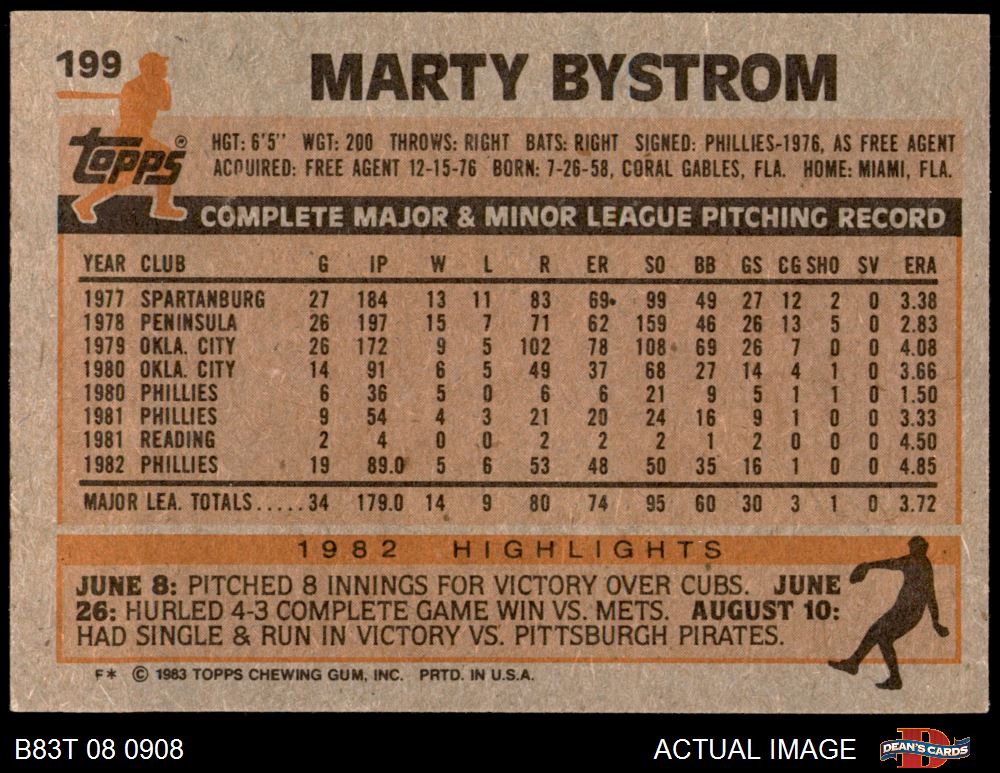 199
MARTY BYSTROM
topps®
HGT: 6'5" WGT: 200 THROWS: RIGHT BATS: RIGHT SIGNED: PHILLIES-1976, AS FREE AGENT
ACQUIRED: FREE AGENT 12-15-76 BORN: 7-26-58, CORAL GABLES, FLA. HOME: MIAMI, FLA.
COMPLETE MAJOR & MINOR LEAGUE PITCHING RECORD
YEAR CLUB G IP W L R ER SO BB GS CG SHO SV ERA
1977 SPARTANBURG 27 184 13 11 83 69 99 49 27 12 2 0 3.38
1978 PENINSULA 26 197 15 7 71 62 159 46 26 13 5 0 2.83
1979 OKLA. CITY 26 172 9 5 102 78 108 69 26 7 0 0 4.08
1980 OKLA. CITY 14 91 6 5 49 37 68 27 14 4 1 0 3.66
1980 PHILLIES 6 36 5 0 6 6 21 9 5 1 1 0 1.50
1981 PHILLIES 9 54 4 3 21 20 24 16 9 1 0 0 3.33
1981 READING 2 4 0 0 2 2 2 1 2 0 0 0 4.50
1982 PHILLIES 19 89.0 5 6 53 48 50 35 16 1 0 0 4.85
MAJOR LEA. TOTALS.....34 179.0 14 9 80 74 95 60 30 3 1 0 3.72
1982 HIGHLIGHTS
JUNE 8: PITCHED 8 INNINGS FOR VICTORY OVER CUBS. JUNE
26: HURLED 4-3 COMPLETE GAME WIN VS. METS. AUGUST 10:
HAD SINGLE & RUN IN VICTORY VS. PITTSBURGH PIRATES.
F* © 1983 TOPPS CHEWING GUM, INC. PRTD. IN U.S.A.
B83T 08 0908
ACTUAL IMAGE
DEAN'S CARDS